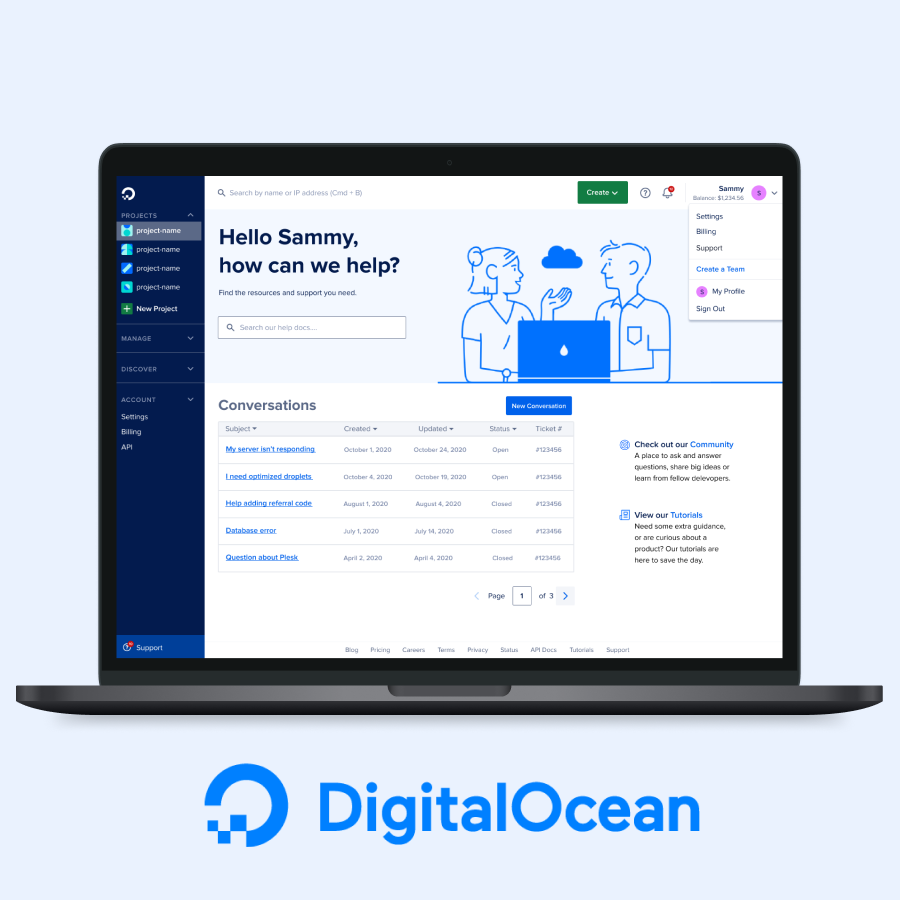 PROJECTS
project-name
project-name
project-name
project-name
New Project
MANAGE
DISCOVER
ACCOUNT
Settings
Billing
API
Support
Search by name or IP address (Cmd + B)
Create
Sammy
Balance: $1,234.56
S
Settings
Billing
Support
Create a Team
S My Profile
Sign Out
Hello Sammy,
how can we help?
Find the resources and support you need.
Search our help docs....
Conversations
New Conversation
Subject Created Updated Status Ticket #
My server isn't responding October 1, 2020 October 24, 2020 Open #123456
I need optimized droplets October 4, 2020 October 19, 2020 Open #123456
Help adding referral code August 1, 2020 August 4, 2020 Closed #123456
Database error July 1, 2020 July 14, 2020 Closed #123456
Question about Plesk April 2, 2020 April 4, 2020 Closed #123456
Page 1 of 3
Check out our Community
A place to ask and answer
questions, share big ideas or
learn from fellow delevopers.
View our Tutorials
Need some extra guidance,
or are curious about a
product? Our tutorials are
here to save the day.
Blog Pricing Careers Terms Privacy Status API Docs Tutorials Support
DigitalOcean